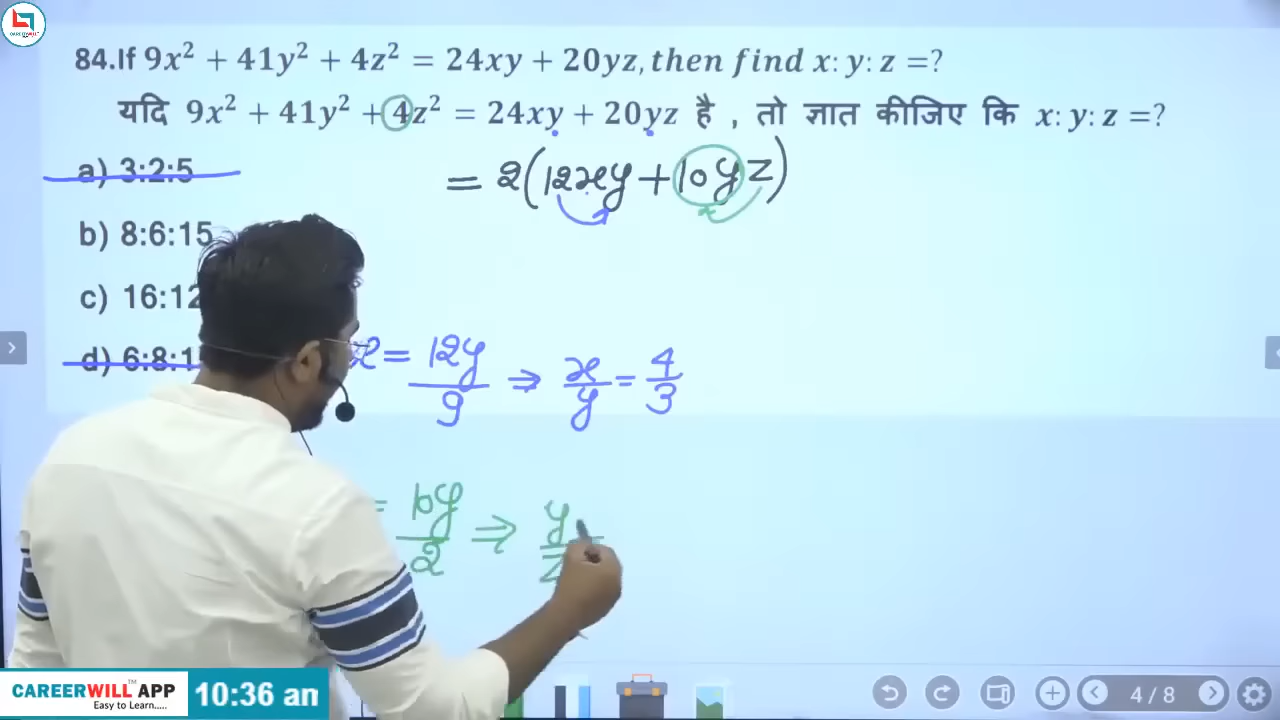 84.If 9x² + 41y² + 4z² = 24xy + 20yz, then find x: y: z =?
यदि 9x² + 41y² + 4z² = 24xy + 20yz है , तो ज्ञात कीजिए कि x: y: z =?
a) 3:2:5
= 2(12xy + 10yz)
b) 8:6:15
c) 16:12
d) 6:8:1
x = 12y/9 ⇒ x/y = 4/3
= 10y/2 ⇒ y/z
CAREERWILL™ APP
Easy to Learn.....
10:36 am
4 / 8
CAREERWILL